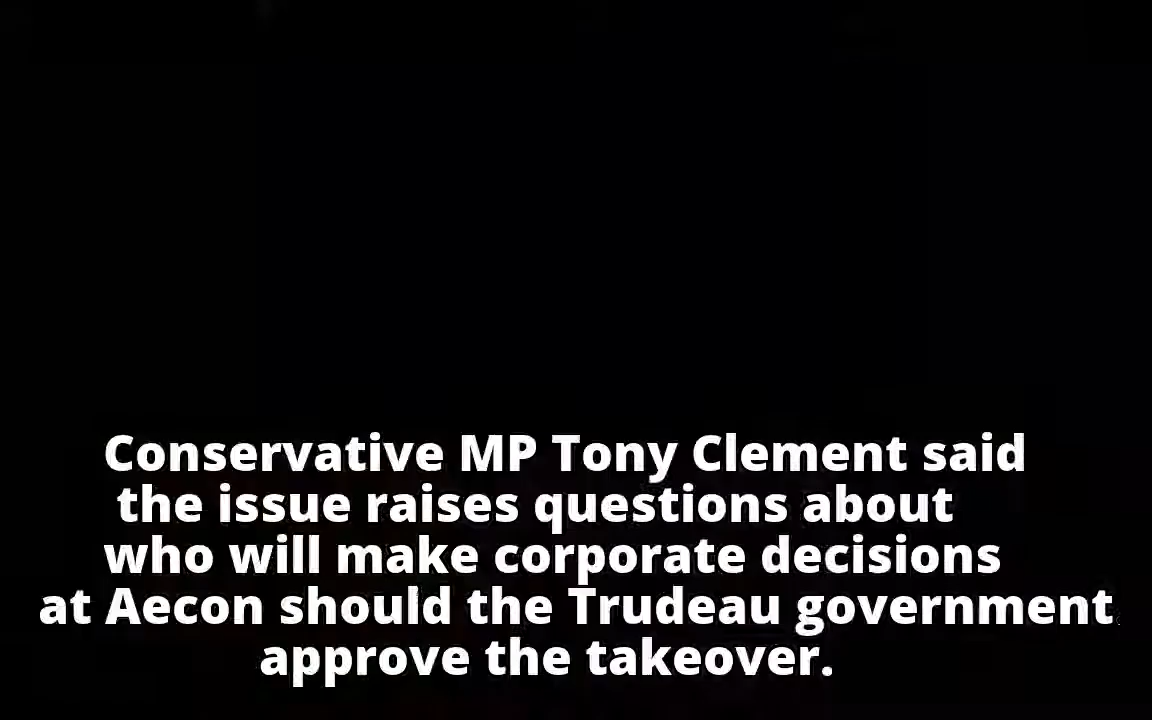 Conservative MP Tony Clement said
the issue raises questions about
who will make corporate decisions
at Aecon should the Trudeau government
approve the takeover.